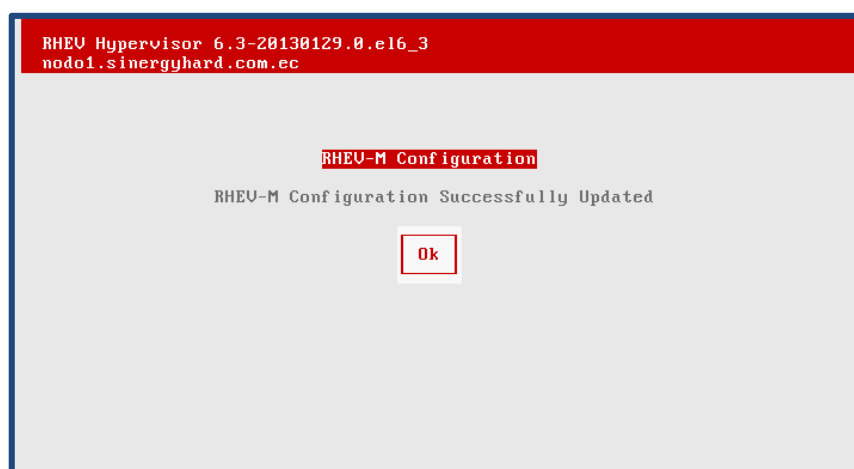 RHEV Hypervisor 6.3-20130129.0.el6_3
nodo1.sinergyhard.com.ec
RHEV-M Configuration
RHEV-M Configuration Successfully Updated
Ok